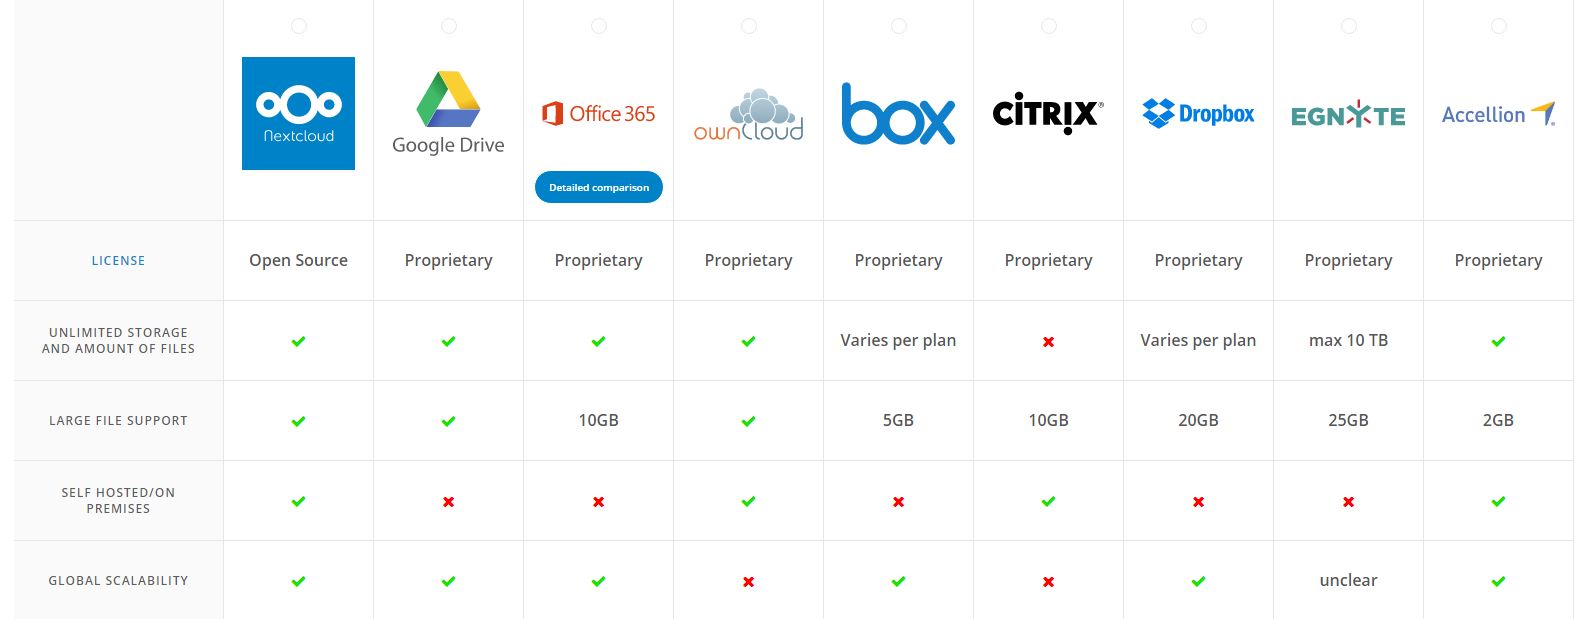 Nextcloud
Google Drive
Office 365
ownCloud
box
CITRIX®
Dropbox
EGNYTE
Accellion
Detailed comparison
LICENSE Open Source Proprietary Proprietary Proprietary Proprietary Proprietary Proprietary Proprietary Proprietary
UNLIMITED STORAGE
AND AMOUNT OF FILES
Varies per plan Varies per plan max 10 TB
LARGE FILE SUPPORT 10GB 5GB 10GB 20GB 25GB 2GB
SELF HOSTED/ON
PREMISES
GLOBAL SCALABILITY unclear